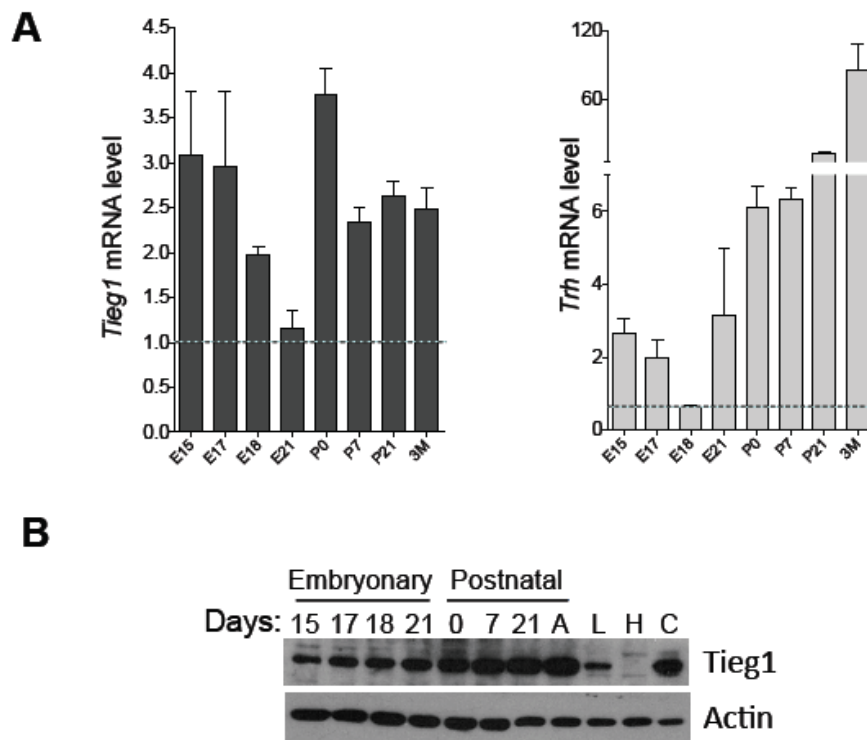 A
Tieg1 mRNA level
4.5
4.0
3.5
3.0
2.5
2.0
1.5
1.0
0.5
0.0
E15 E17 E18 E21 P0 P7 P21 3M
Trh mRNA level
120
60
6
4
2
0
E15 E17 E18 E21 P0 P7 P21 3M
B
Embryonary Postnatal
Days: 15 17 18 21 0 7 21 A L H C
Tieg1
Actin